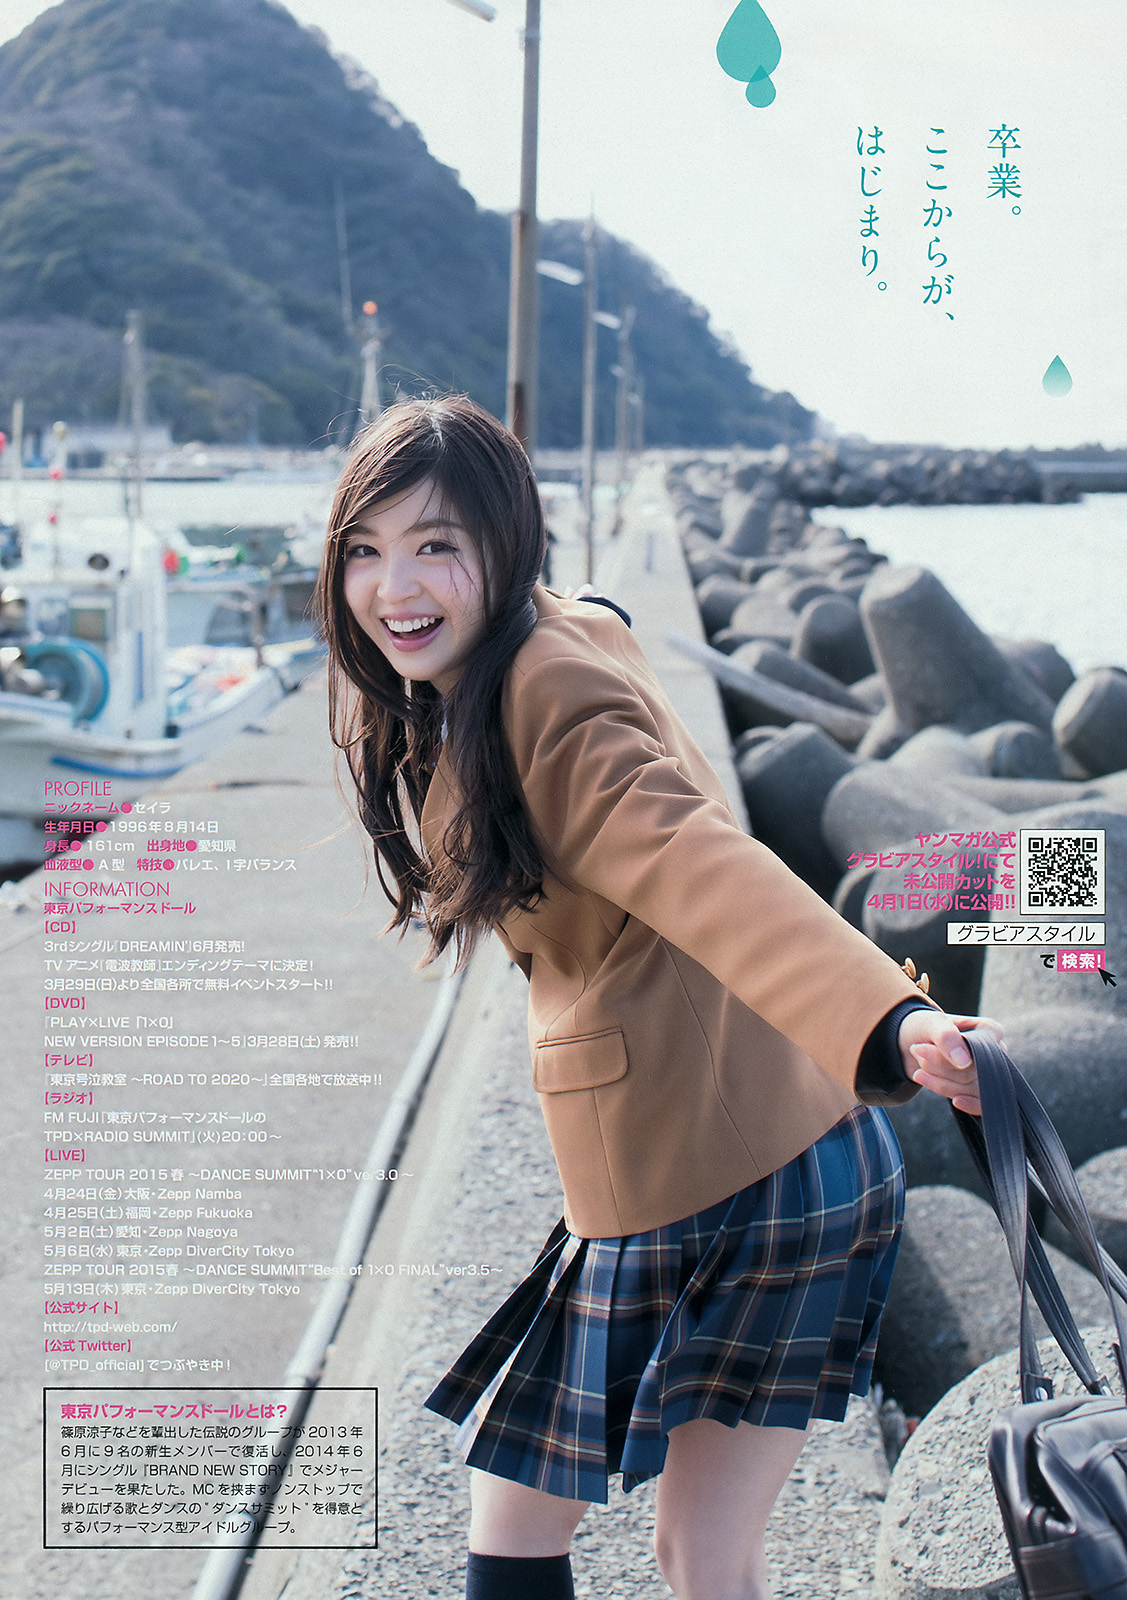 卒業。
ここからが、
はじまり。
PROFILE
ニックネーム●セイラ
生年月日●1996年8月14日
身長●161cm 出身地●愛知県
血液型●A型 特技●バレエ、I字バランス
INFORMATION
東京パフォーマンスドール
【CD】
3rdシングル『DREAMIN'』6月発売!
TVアニメ『電波教師』エンディングテーマに決定!
3月29日(日)より全国各所で無料イベントスタート!!
【DVD】
『PLAY×LIVE「1×0」
NEW VERSION EPISODE 1〜5』3月28日(土)発売!!
【テレビ】
『東京号泣教室 〜ROAD TO 2020〜』全国各地で放送中!!
【ラジオ】
FM FUJI『東京パフォーマンスドールの
TPD×RADIO SUMMIT』(火)20:00〜
【LIVE】
ZEPP TOUR 2015春 〜DANCE SUMMIT"1×0"ver3.0〜
4月24日(金)大阪・Zepp Namba
4月25日(土)福岡・Zepp Fukuoka
5月2日(土)愛知・Zepp Nagoya
5月6日(水)東京・Zepp DiverCity Tokyo
ZEPP TOUR 2015春 〜DANCE SUMMIT"Best of 1×0 FINAL"ver3.5〜
5月13日(木)東京・Zepp DiverCity Tokyo
【公式サイト】
http://tpd-web.com/
【公式Twitter】
[@TPD_official]でつぶやき中!
東京パフォーマンスドールとは?
篠原涼子などを輩出した伝説のグループが2013年
6月に9名の新生メンバーで復活し、2014年6
月にシングル『BRAND NEW STORY』でメジャー
デビューを果たした。MCを挟まずノンストップで
繰り広げる歌とダンスの"ダンスサミット"を得意と
するパフォーマンス型アイドルグループ。
ヤンマガ公式
グラビアスタイル!にて
未公開カットを
4月1日(水)に公開!!
グラビアスタイル
で 検索!